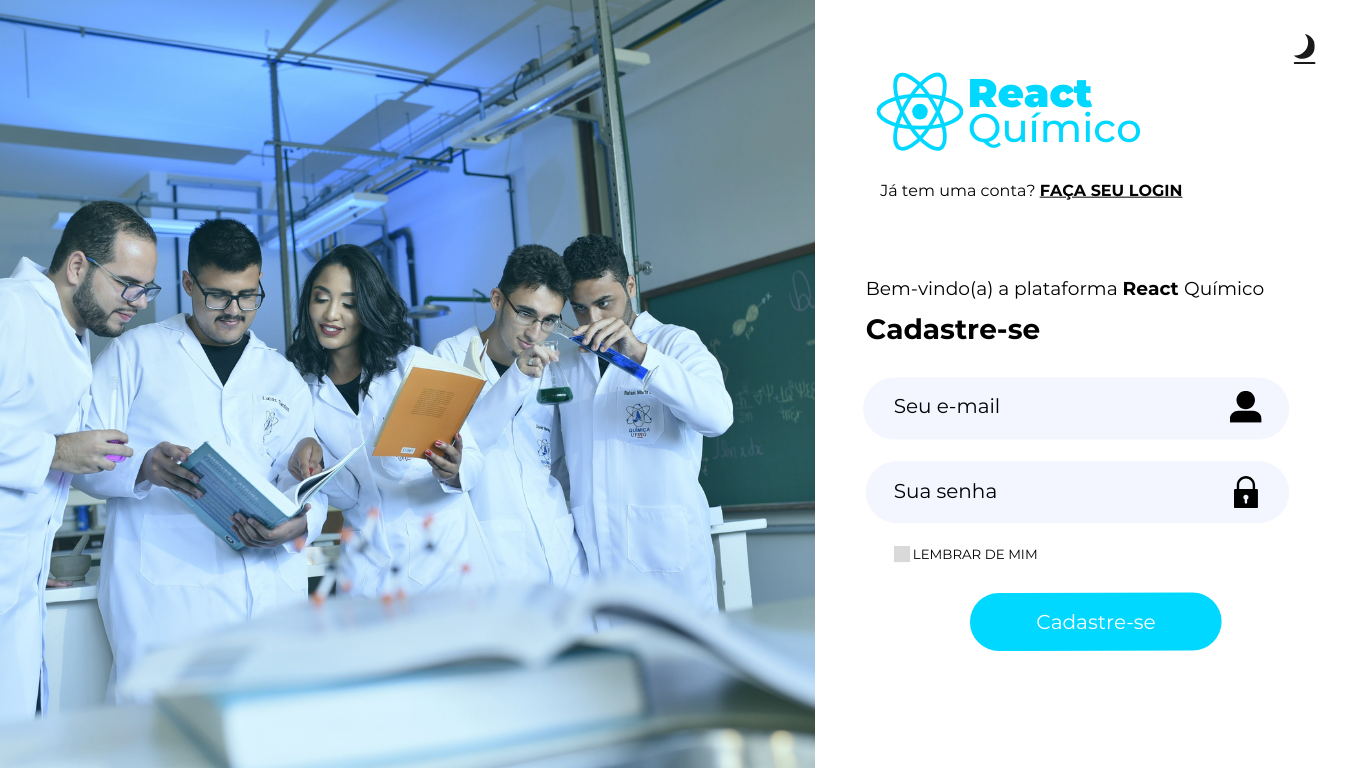 React
Químico
Já tem uma conta? FAÇA SEU LOGIN
Bem-vindo(a) a plataforma React Químico
Cadastre-se
Seu e-mail
Sua senha
LEMBRAR DE MIM
Cadastre-se
QUÍMICA